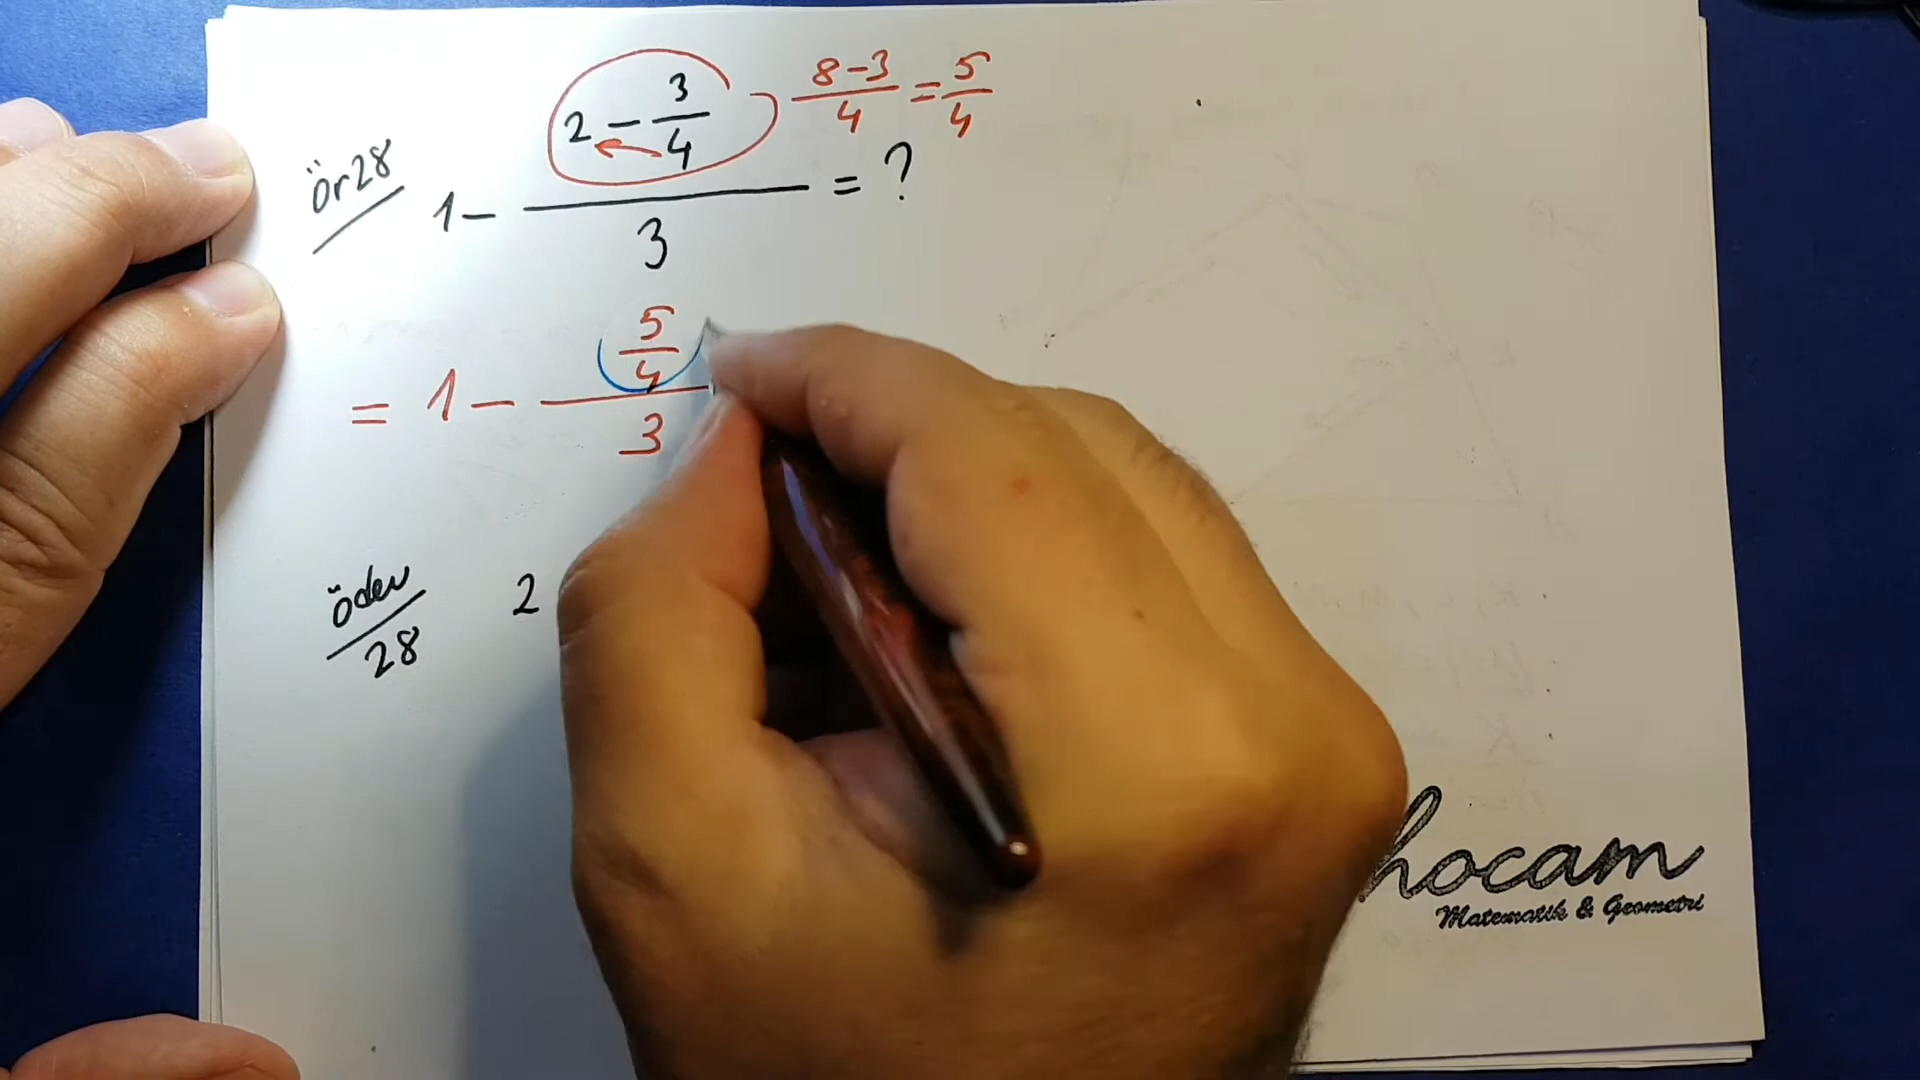 Ör28 1 - (2 - 3/4)/3 = ?
(8-3)/4 = 5/4
= 1 - (5/4)/3
ödev 28 2
hocam
Matematik & Geometri